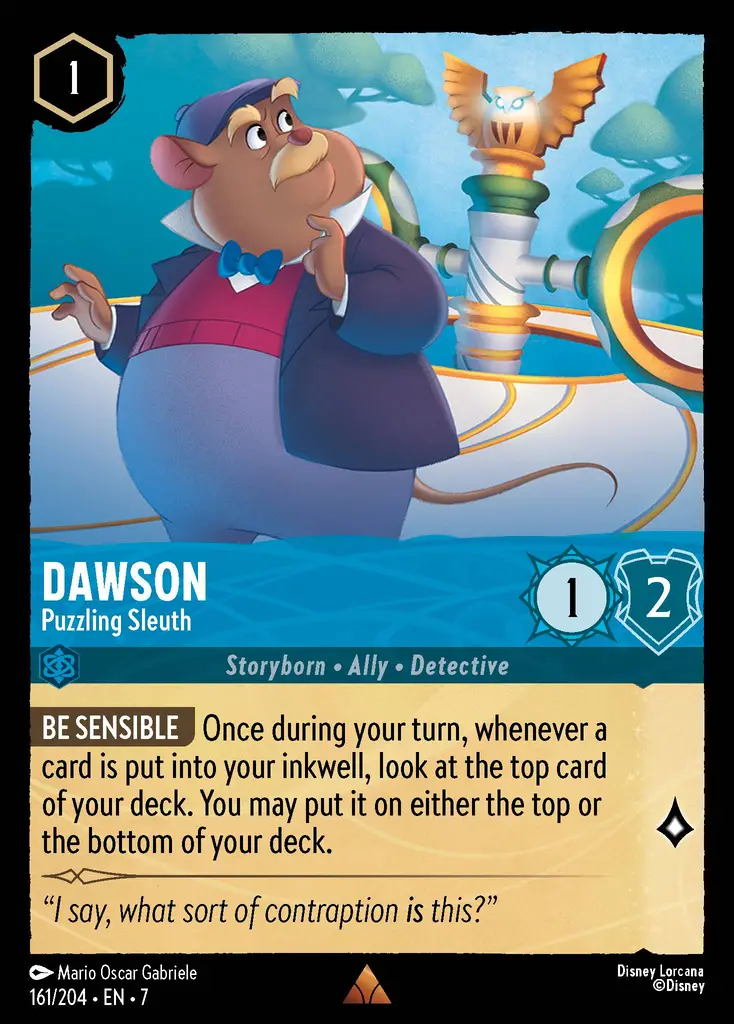 1
DAWSON
Puzzling Sleuth
1
2
Storyborn • Ally • Detective
BE SENSIBLE Once during your turn, whenever a
card is put into your inkwell, look at the top card
of your deck. You may put it on either the top or
the bottom of your deck.
“I say, what sort of contraption is this?”
Mario Oscar Gabriele
161/204 • EN • 7
Disney Lorcana
©Disney